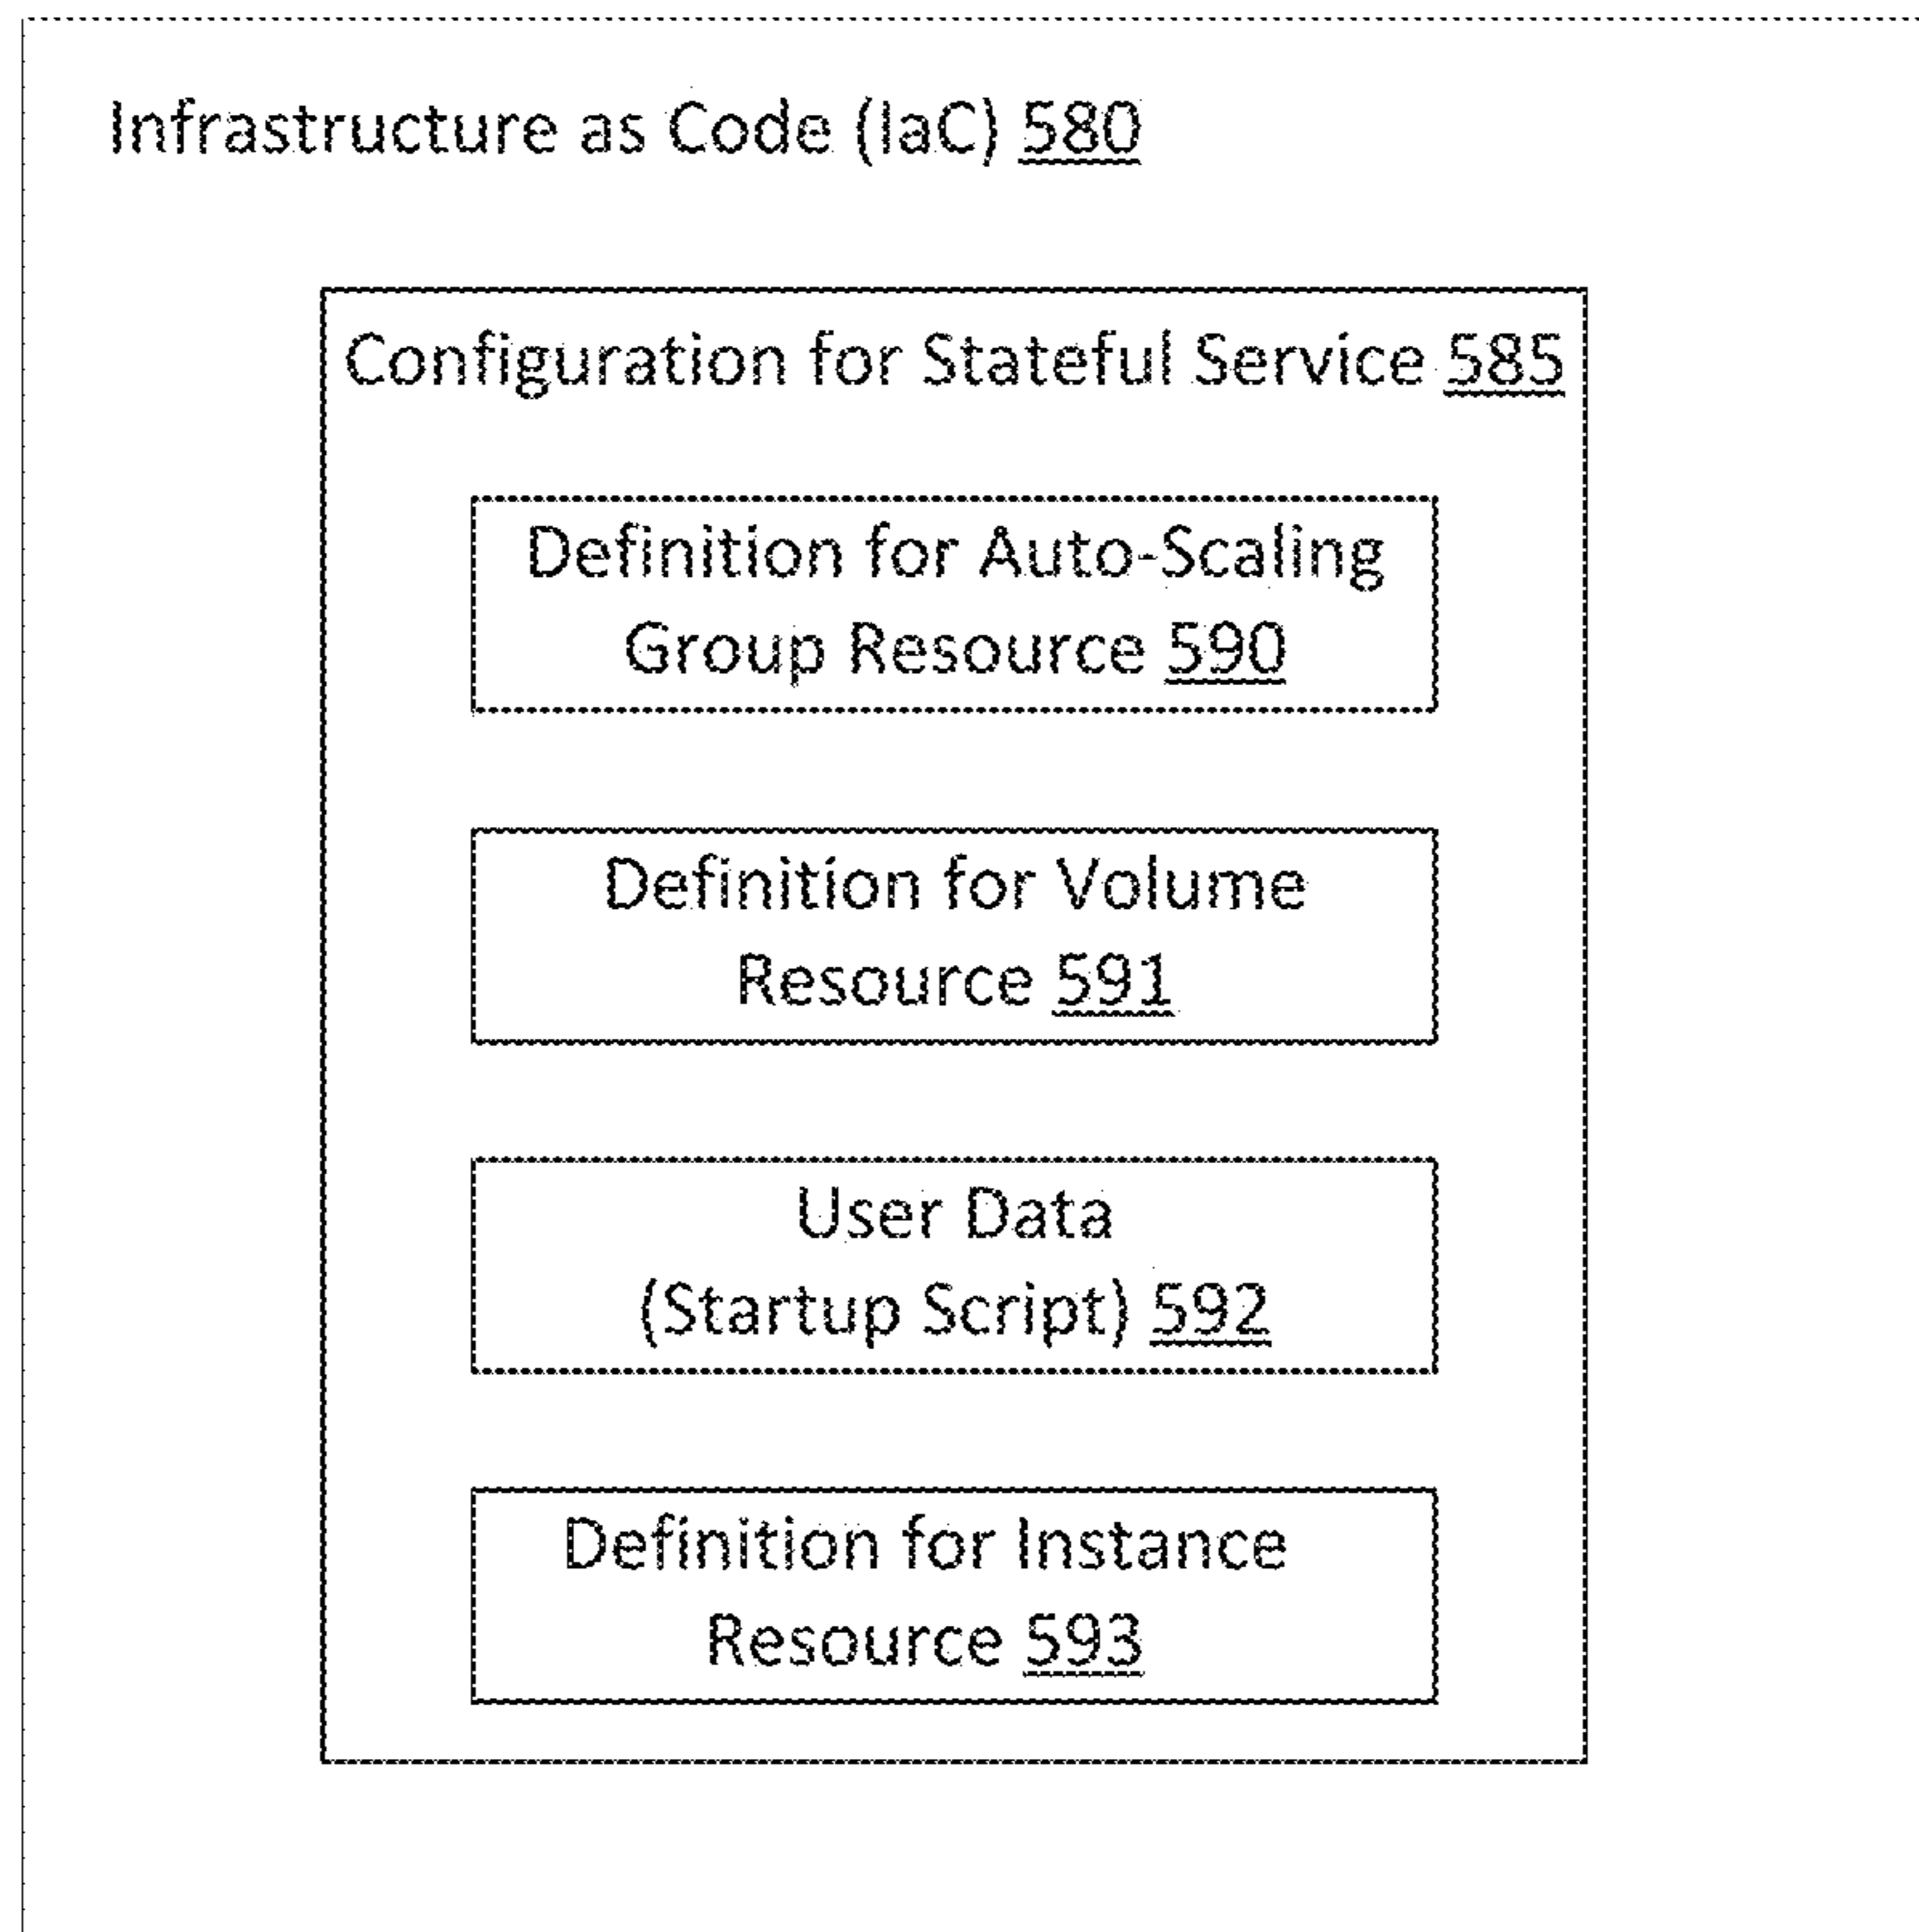 Infrastructure as Code (IaC) 580
Configuration for Stateful Service 585
Definition for Auto-Scaling
Group Resource 590
Definition for Volume
Resource 591
User Data
(Startup Script) 592
Definition for Instance
Resource 593